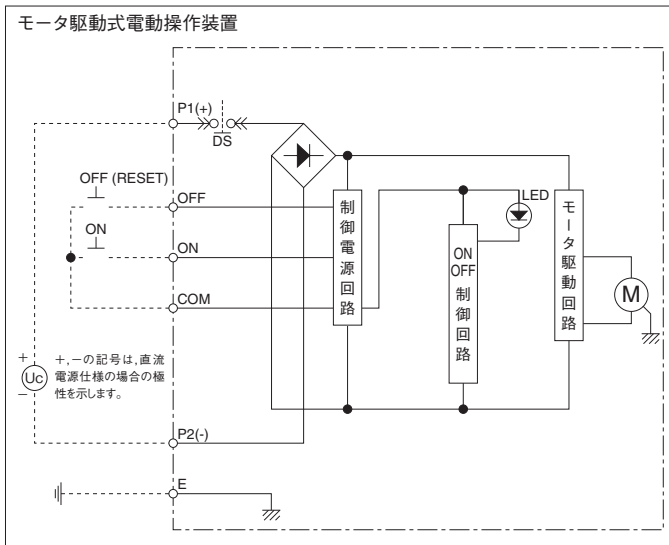 モータ駆動式電動操作装置
P1(+)
DS
OFF (RESET)
OFF
ON
ON
COM
制御電源回路
ON
OFF
制御回路
LED
モータ駆動回路
M
+
Uc
−
+,−の記号は,直流
電源仕様の場合の極
性を示します。
P2(-)
E